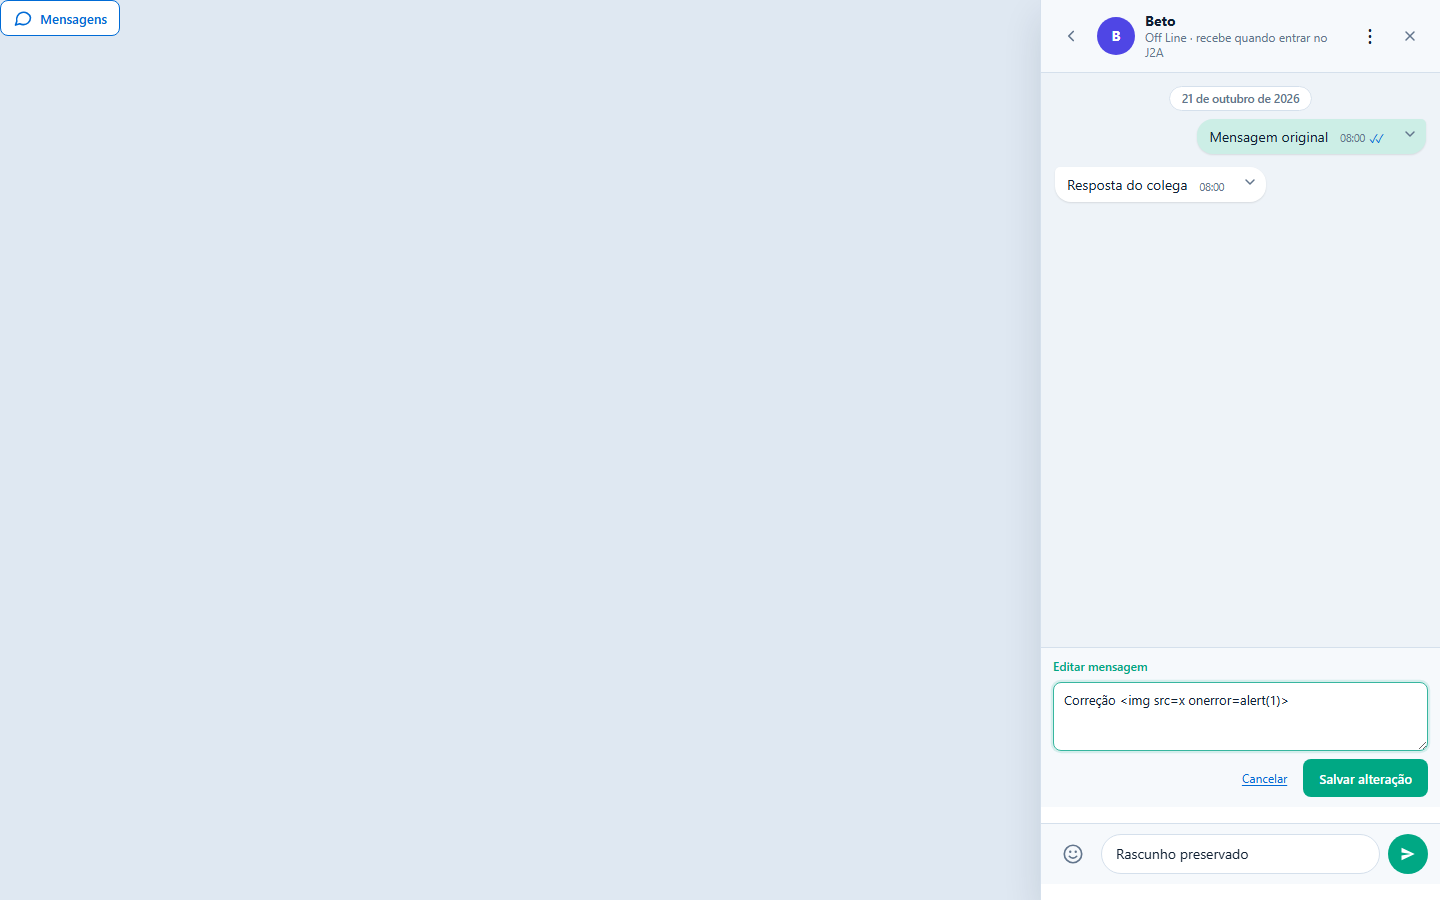 Mensagens
B
Beto
Off Line · recebe quando entrar no
J2A
21 de outubro de 2026
Mensagem original 08:00
Resposta do colega 08:00
Editar mensagem
Correção <img src=x onerror=alert(1)>
Cancelar
Salvar alteração
Rascunho preservado